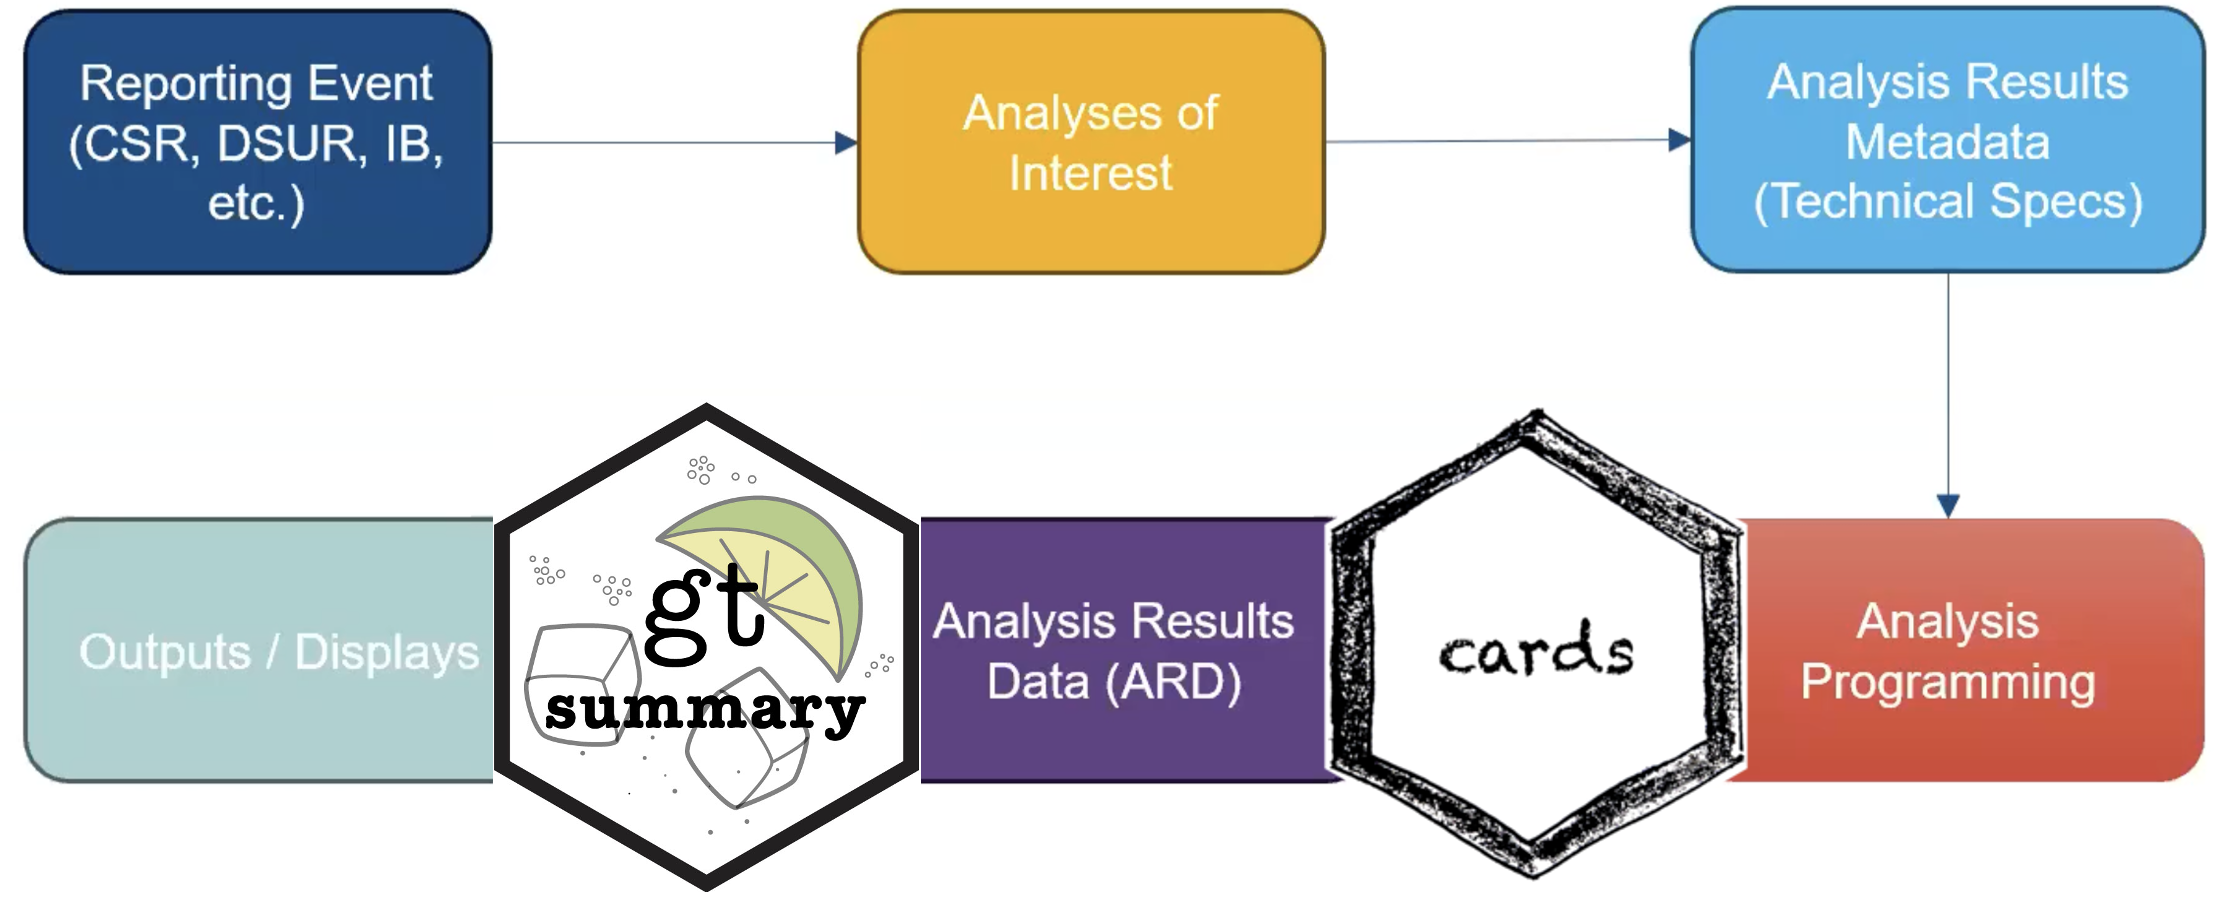 Reporting Event
(CSR, DSUR, IB,
etc.)
Analyses of
Interest
Analysis Results
Metadata
(Technical Specs)
Outputs / Displays
gt
summary
Analysis Results
Data (ARD)
cards
Analysis
Programming